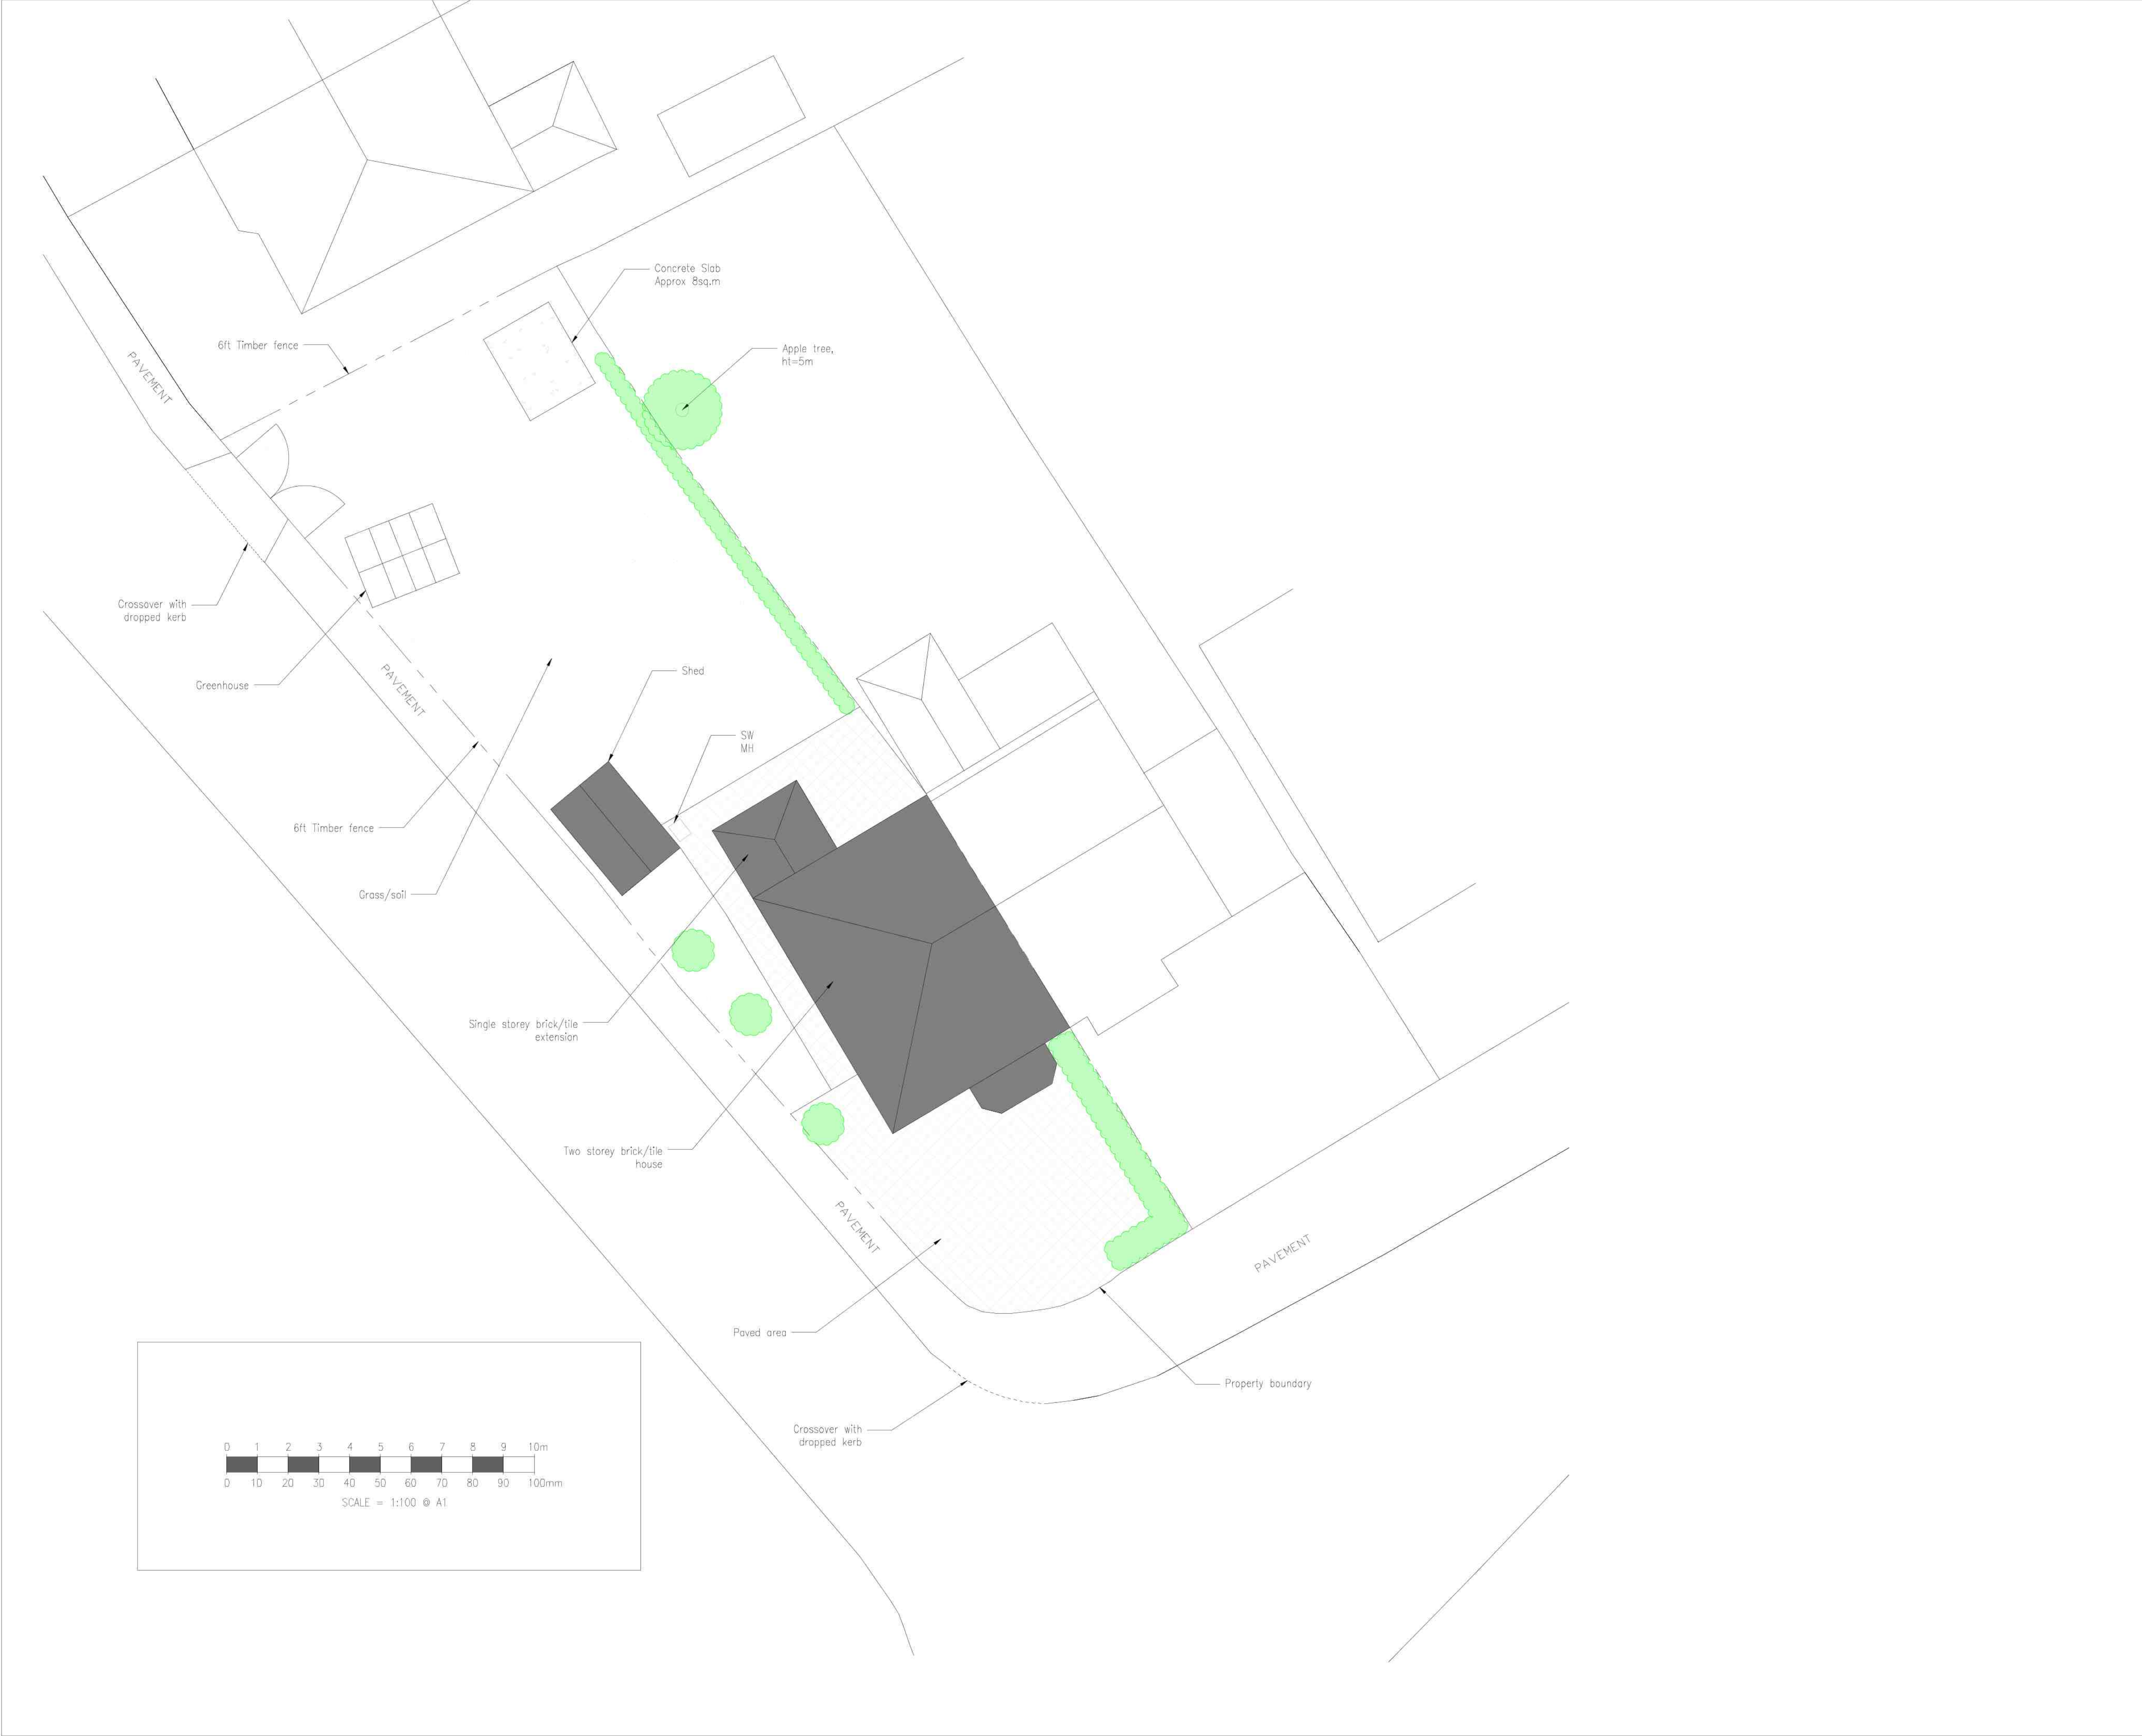 Concrete Slab
Approx 8sq.m
6ft Timber fence
Apple tree,
ht=5m
PAVEMENT
Crossover with
dropped kerb
Greenhouse
PAVEMENT
Shed
SW
MH
6ft Timber fence
Grass/soil
Single storey brick/tile
extension
Two storey brick/tile
house
PAVEMENT
PAVEMENT
Paved area
Property boundary
Crossover with
dropped kerb
0 1 2 3 4 5 6 7 8 9 10m
0 10 20 30 40 50 60 70 80 90 100mm
SCALE = 1:100 @ A1